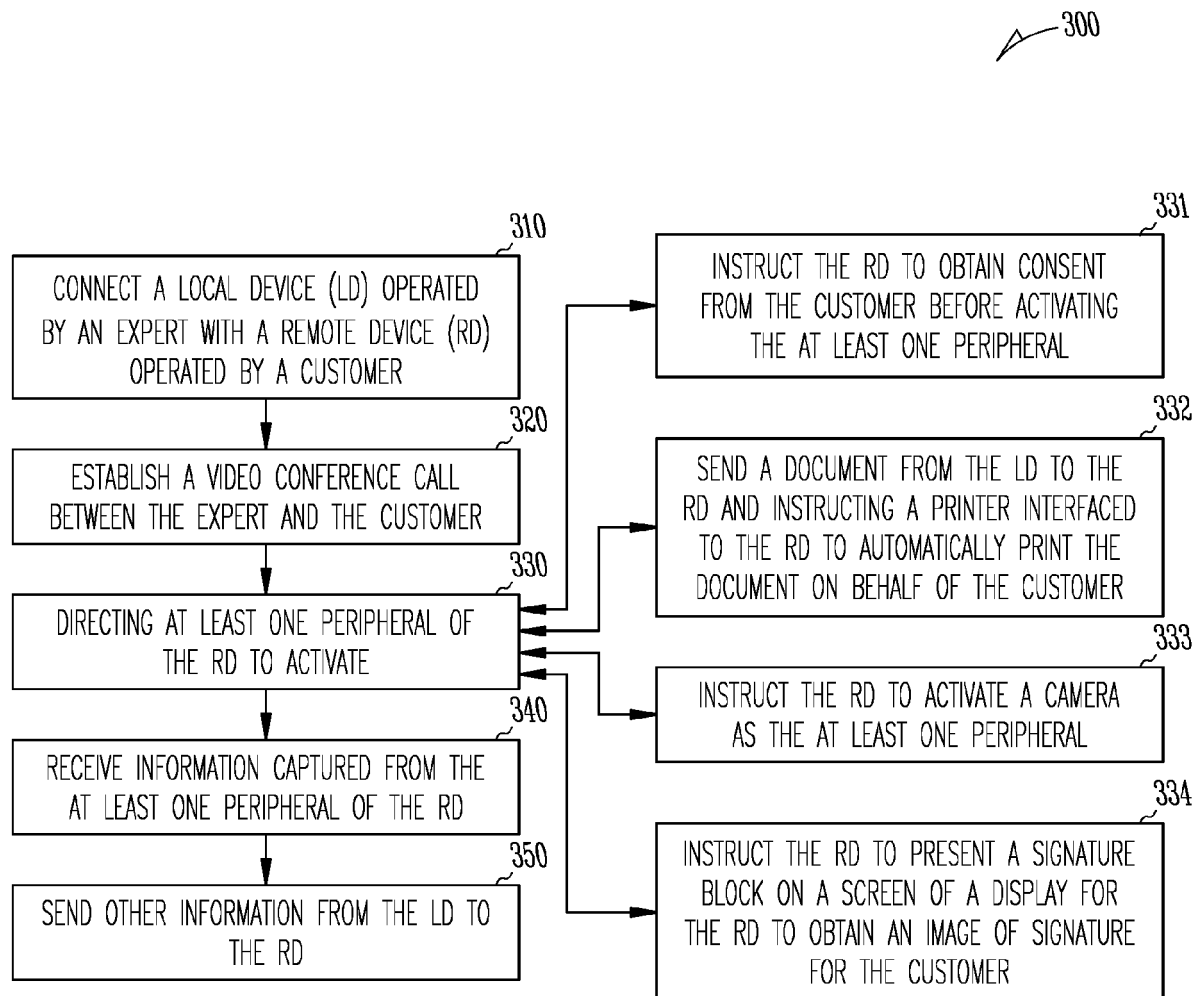 300
310
CONNECT A LOCAL DEVICE (LD) OPERATED
BY AN EXPERT WITH A REMOTE DEVICE (RD)
OPERATED BY A CUSTOMER
320
ESTABLISH A VIDEO CONFERENCE CALL
BETWEEN THE EXPERT AND THE CUSTOMER
330
DIRECTING AT LEAST ONE PERIPHERAL OF
THE RD TO ACTIVATE
340
RECEIVE INFORMATION CAPTURED FROM THE
AT LEAST ONE PERIPHERAL OF THE RD
350
SEND OTHER INFORMATION FROM THE LD TO
THE RD
331
INSTRUCT THE RD TO OBTAIN CONSENT
FROM THE CUSTOMER BEFORE ACTIVATING
THE AT LEAST ONE PERIPHERAL
332
SEND A DOCUMENT FROM THE LD TO THE
RD AND INSTRUCTING A PRINTER INTERFACED
TO THE RD TO AUTOMATICALLY PRINT THE
DOCUMENT ON BEHALF OF THE CUSTOMER
333
INSTRUCT THE RD TO ACTIVATE A CAMERA
AS THE AT LEAST ONE PERIPHERAL
334
INSTRUCT THE RD TO PRESENT A SIGNATURE
BLOCK ON A SCREEN OF A DISPLAY FOR
THE RD TO OBTAIN AN IMAGE OF SIGNATURE
FOR THE CUSTOMER